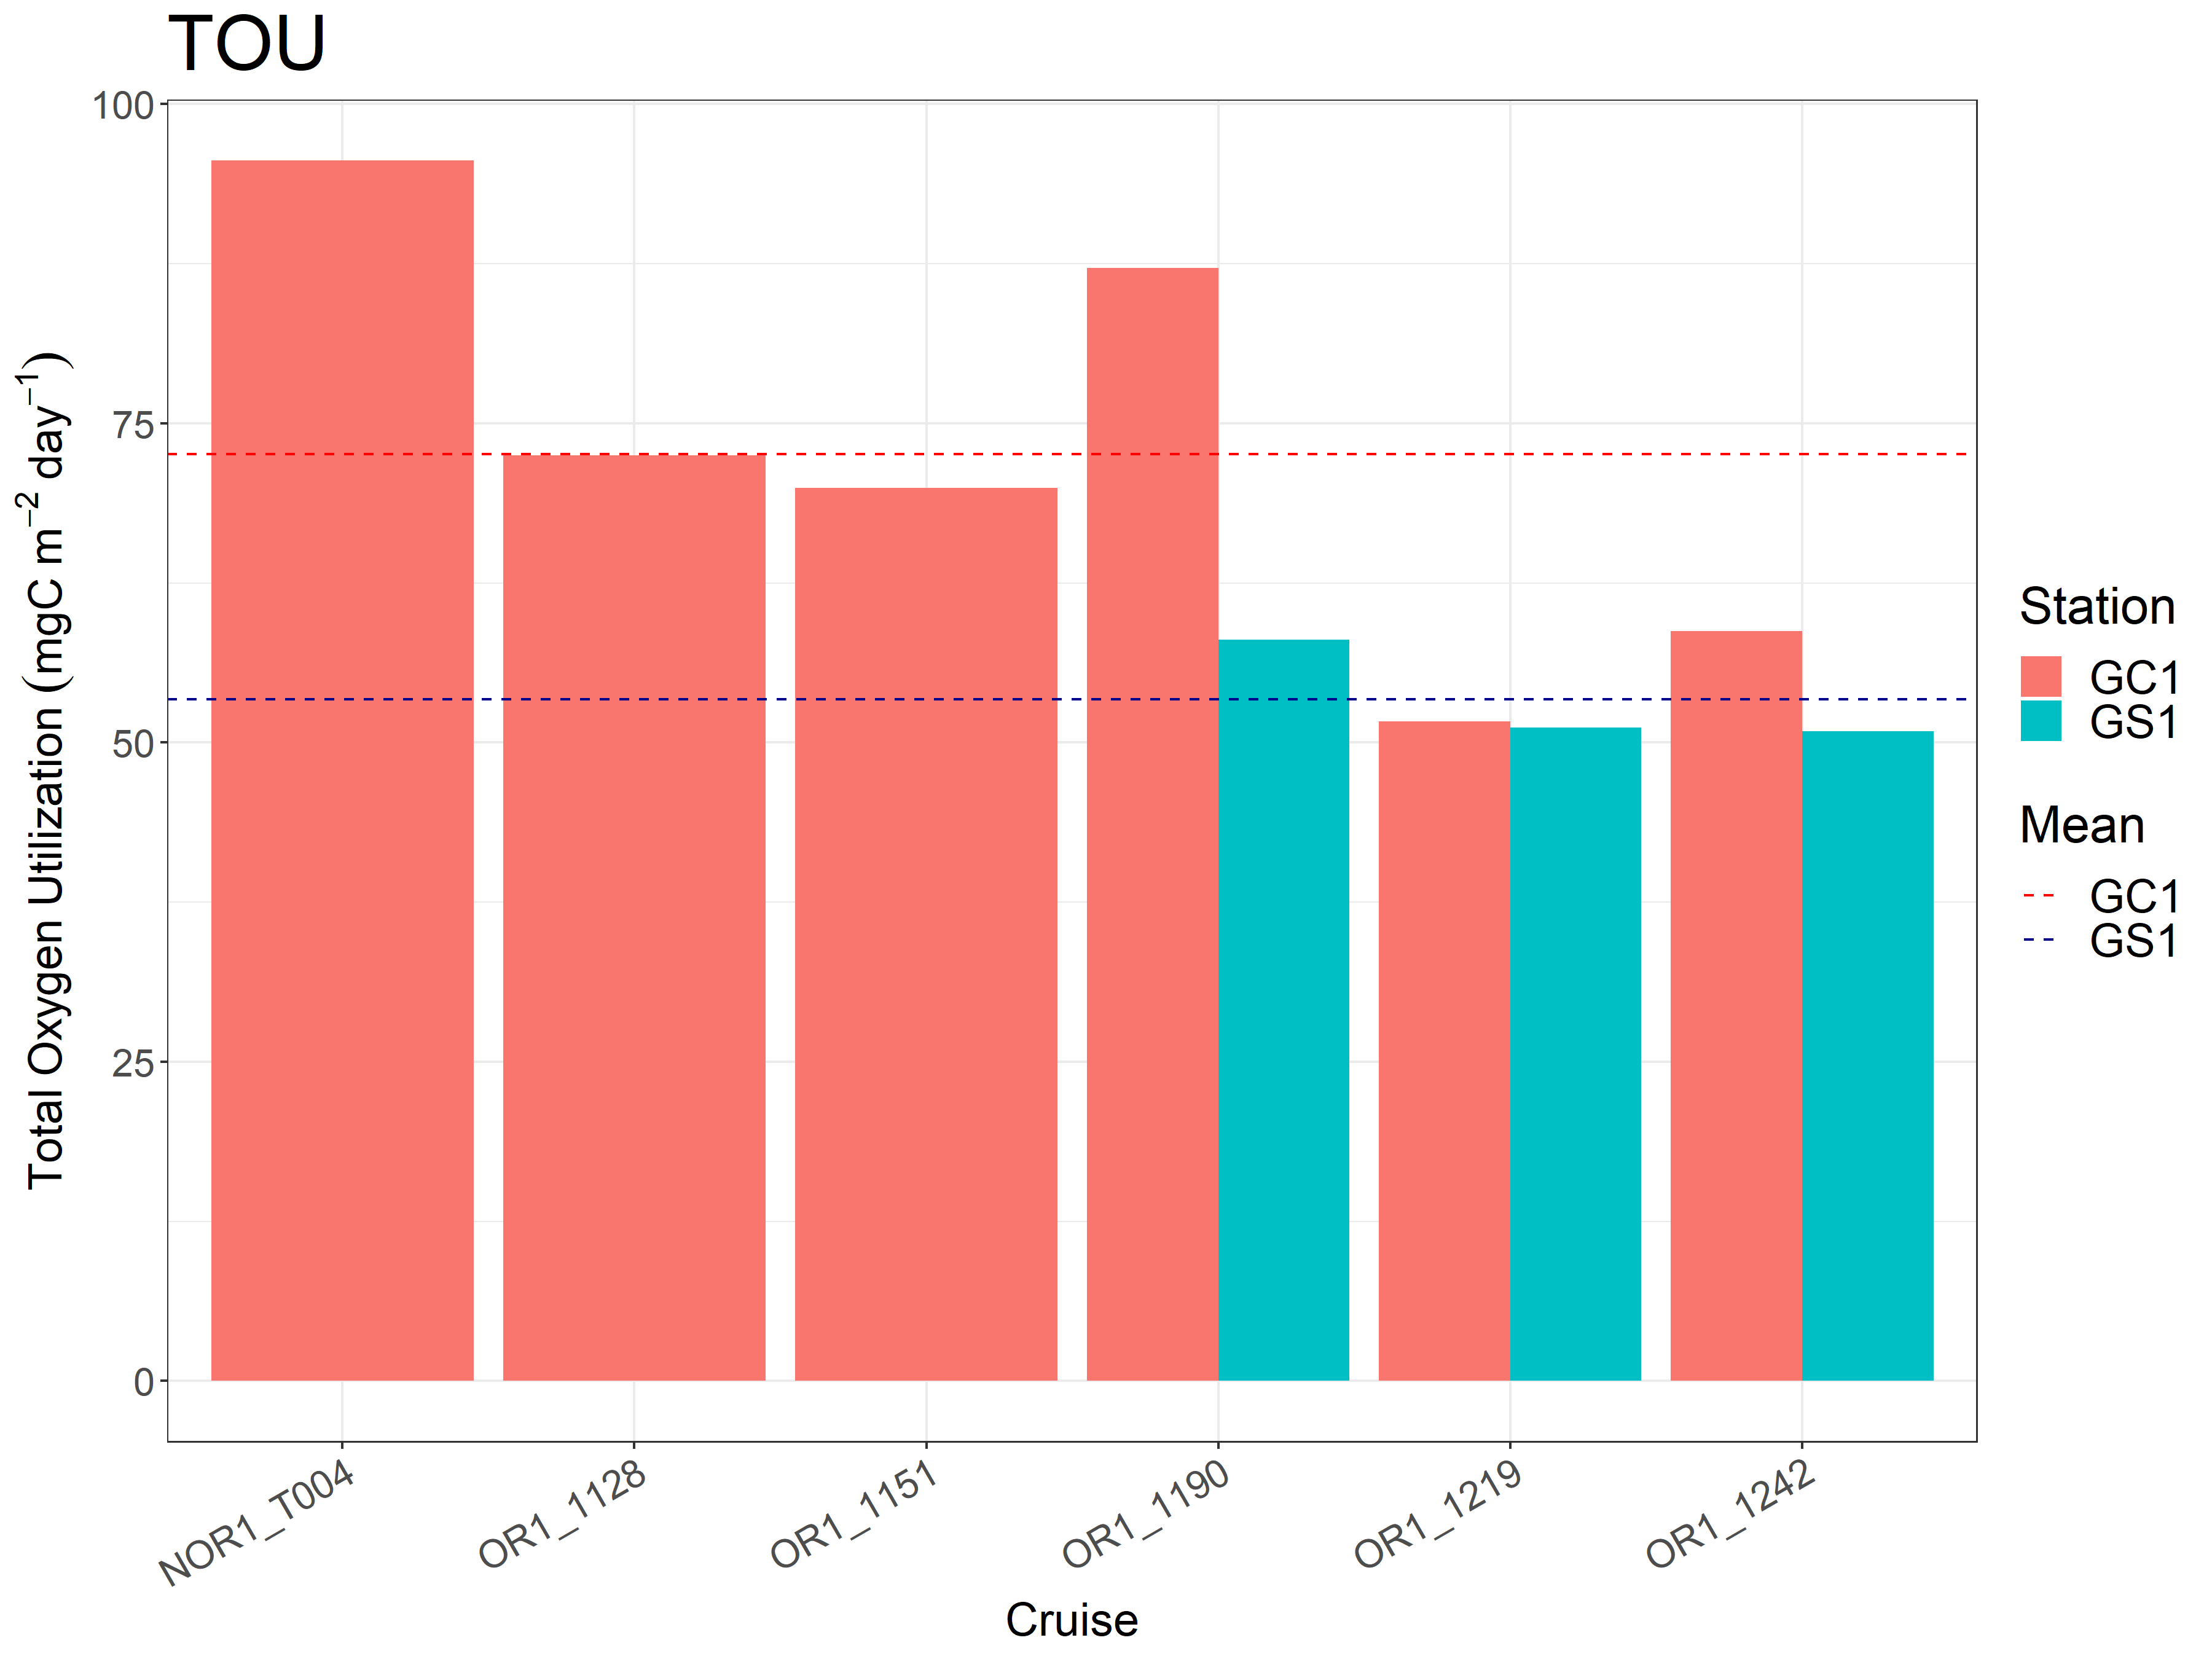 TOU
100
75
50
25
0
Total Oxygen Utilization (mgC m⁻² day⁻¹)
NOR1_T004
OR1_1128
OR1_1151
OR1_1190
OR1_1219
OR1_1242
Cruise
Station
GC1
GS1
Mean
GC1
GS1